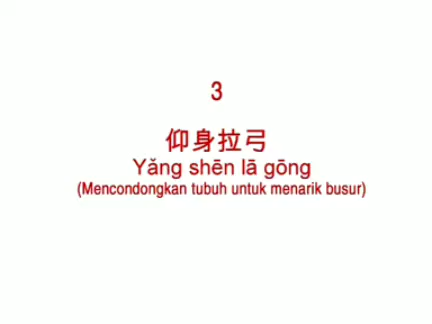 3
仰身拉弓
Yǎng shēn lā gōng
(Mencondongkan tubuh untuk menarik busur)